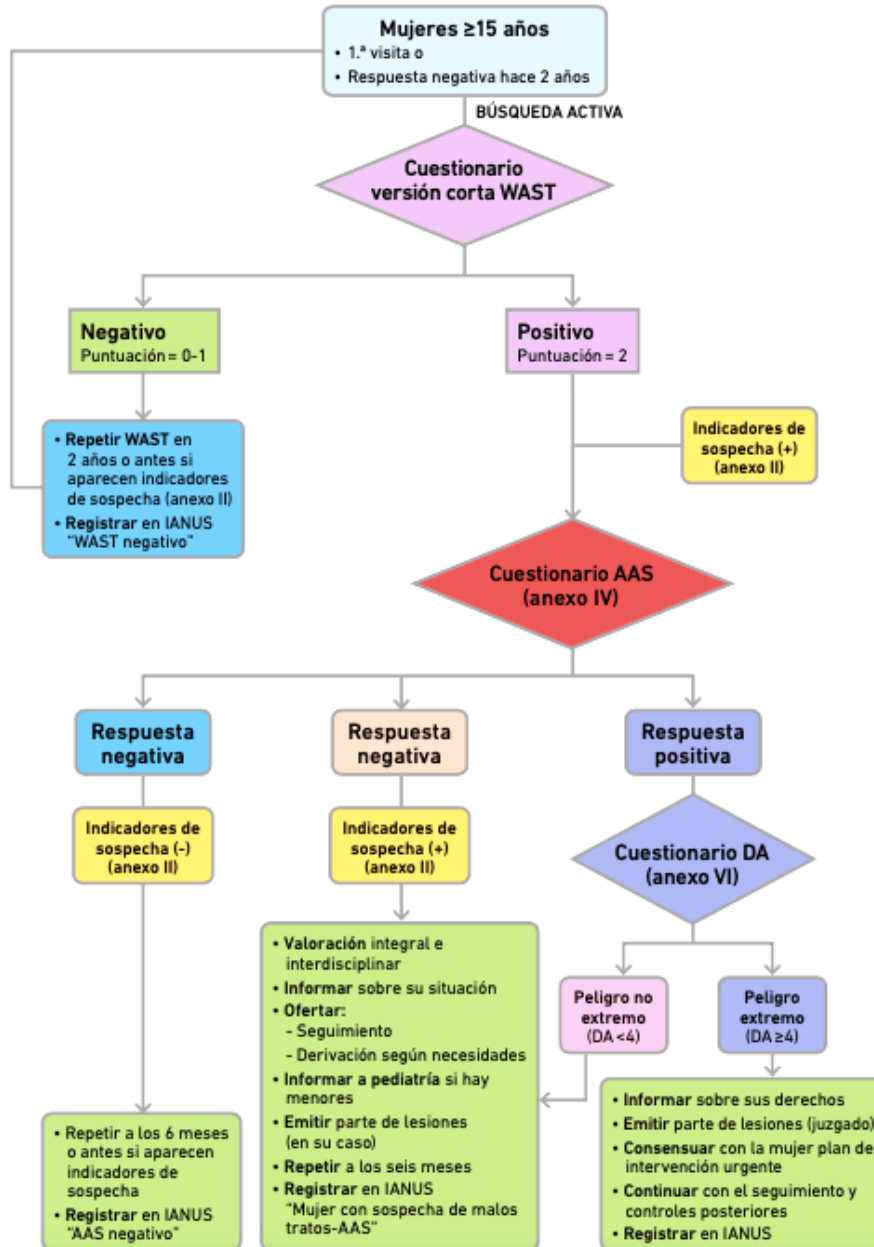 Mujeres ≥15 años
• 1.ª visita o
• Respuesta negativa hace 2 años
BÚSQUEDA ACTIVA
Cuestionario
versión corta WAST
Negativo
Puntuación = 0-1
Positivo
Puntuación = 2
• Repetir WAST en
2 años o antes si
aparecen indicadores
de sospecha (anexo II)
• Registrar en IANUS
“WAST negativo”
Indicadores de
sospecha (+)
(anexo II)
Cuestionario AAS
(anexo IV)
Respuesta
negativa
Indicadores de
sospecha (-)
(anexo II)
• Repetir a los 6 meses
o antes si aparecen
indicadores de
sospecha
• Registrar en IANUS
“AAS negativo”
Respuesta
negativa
Indicadores de
sospecha (+)
(anexo II)
• Valoración integral e
interdisciplinar
• Informar sobre su situación
• Ofertar:
- Seguimiento
- Derivación según necesidades
• Informar a pediatría si hay
menores
• Emitir parte de lesiones
(en su caso)
• Repetir a los seis meses
• Registrar en IANUS
“Mujer con sospecha de malos
tratos-AAS”
Respuesta
positiva
Cuestionario DA
(anexo VI)
Peligro no
extremo
(DA <4)
Peligro
extremo
(DA ≥4)
• Informar sobre sus derechos
• Emitir parte de lesiones (juzgado)
• Consensuar con la mujer plan de
intervención urgente
• Continuar con el seguimiento y
controles posteriores
• Registrar en IANUS